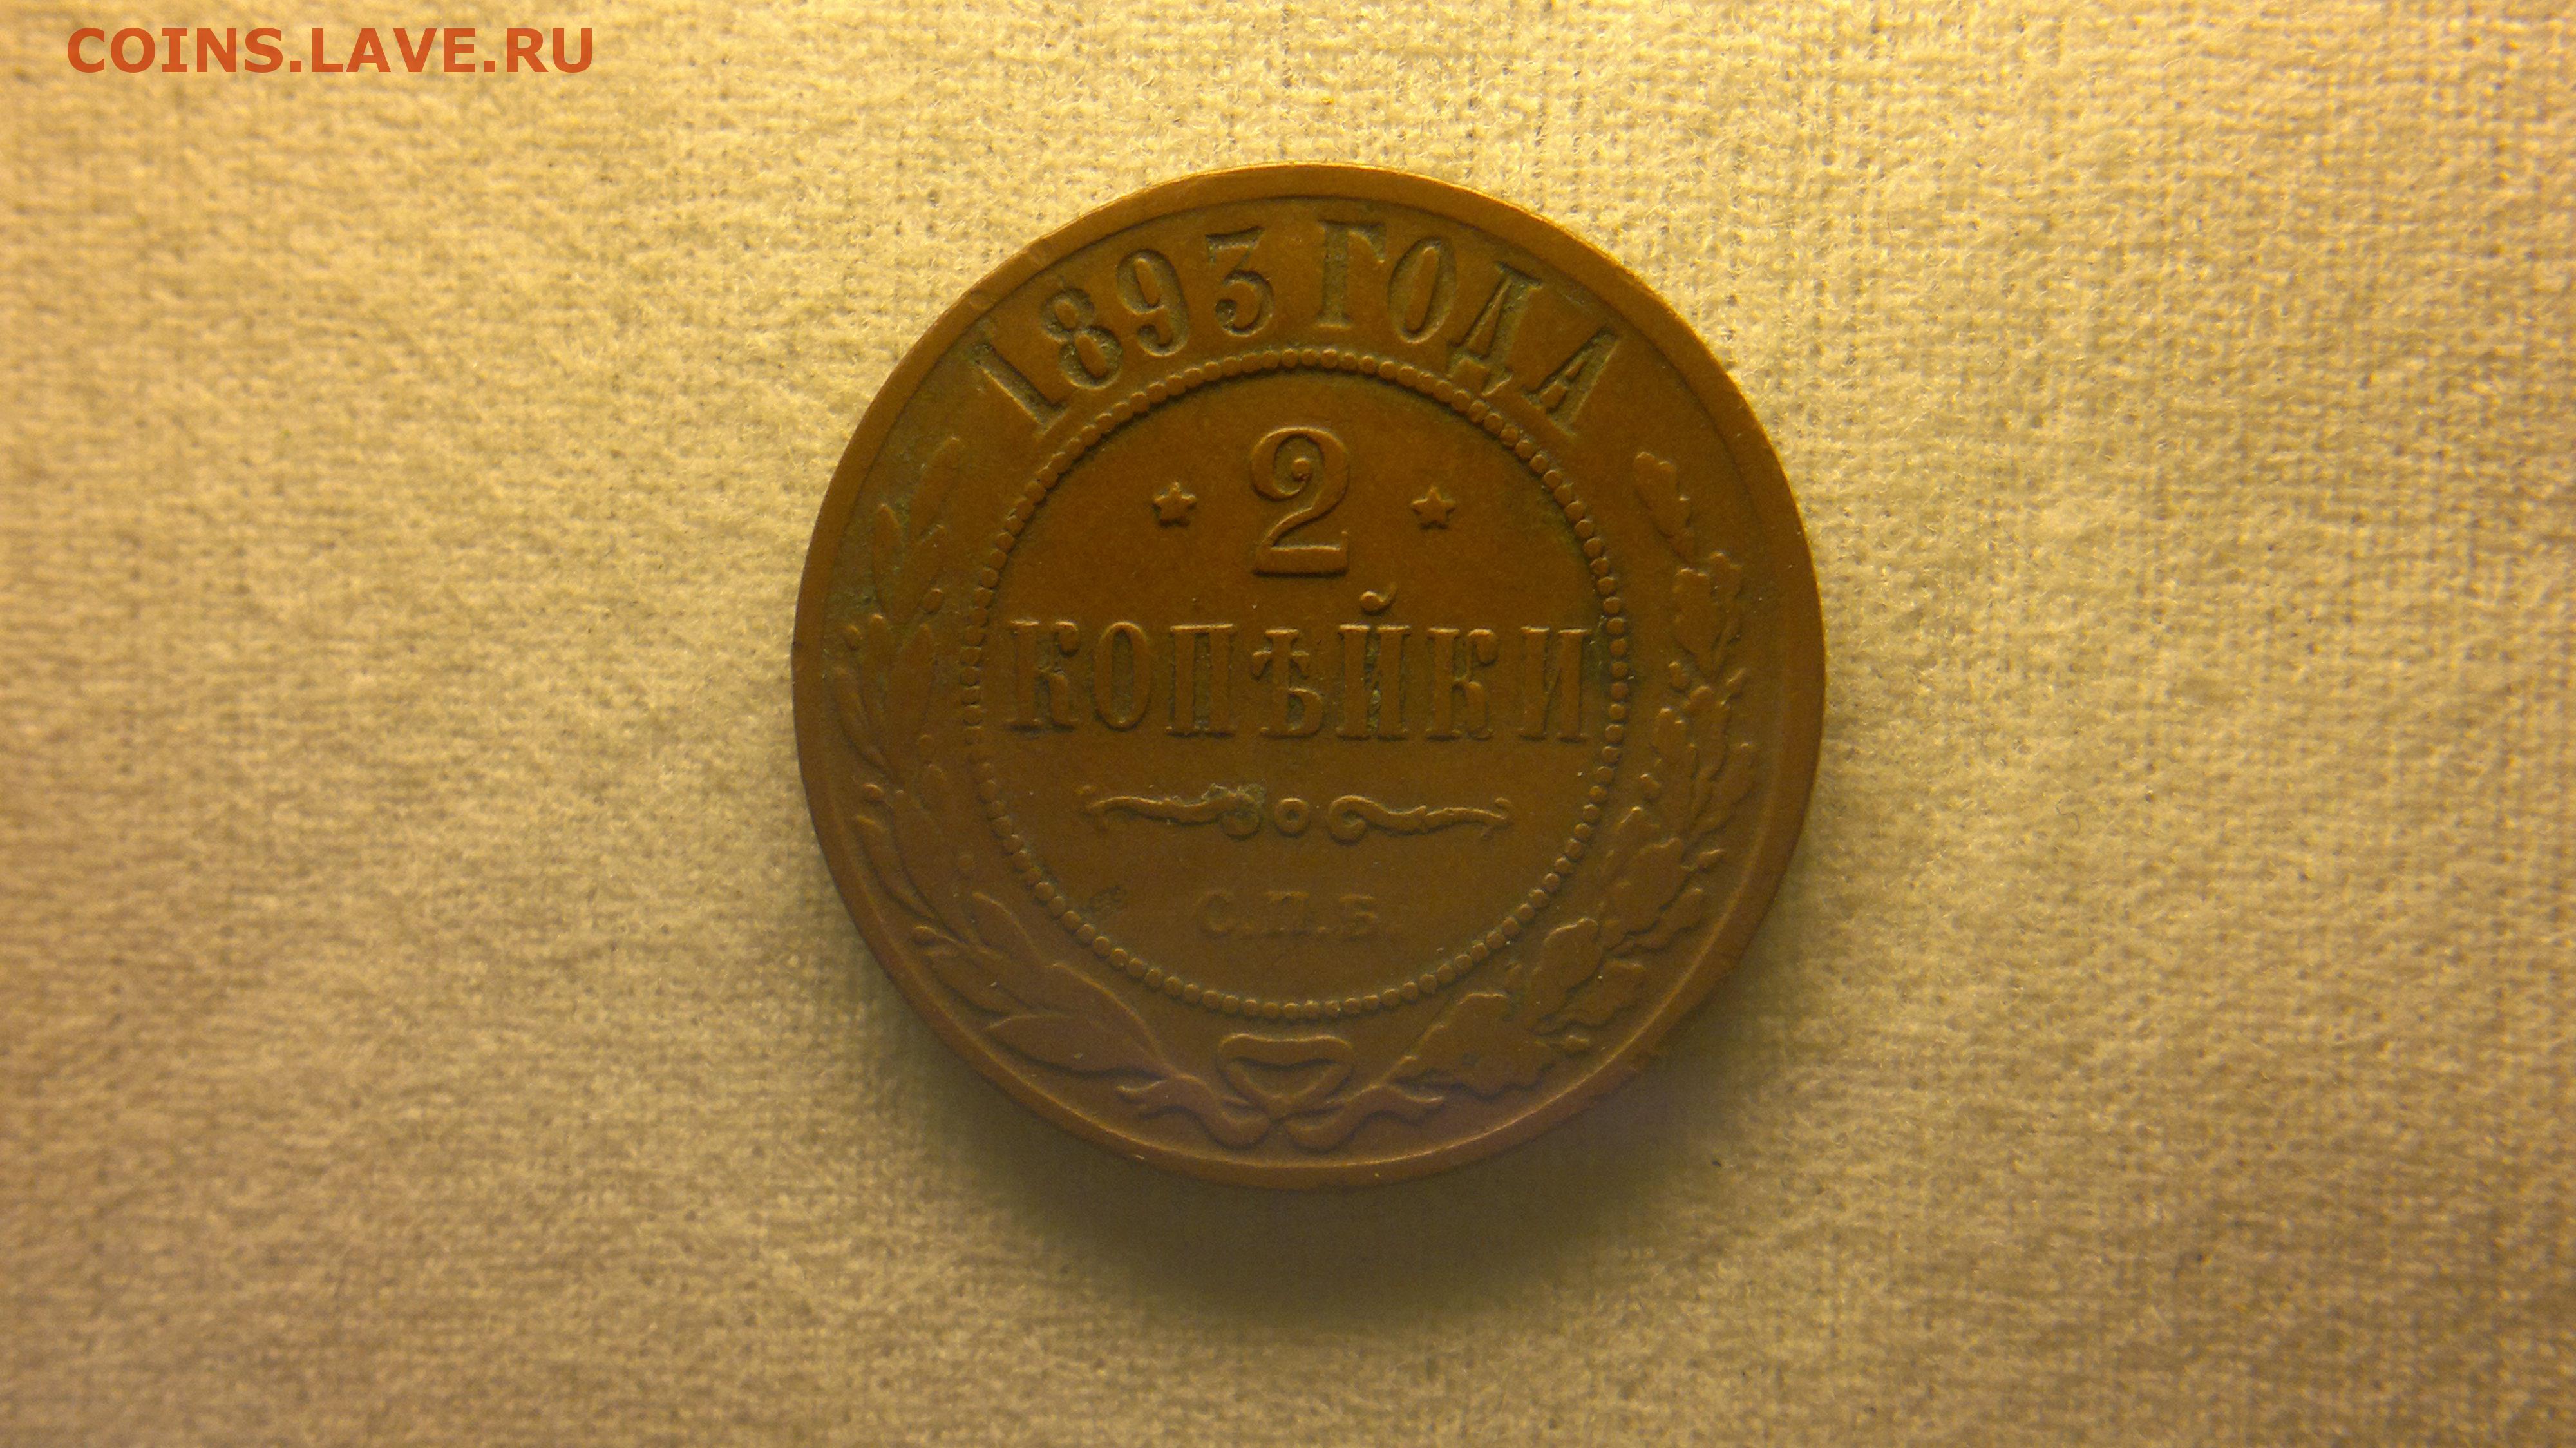 COINS.LAVE.RU
1893 ГОДА
2
КОПѢЙКИ
С.П.Б.